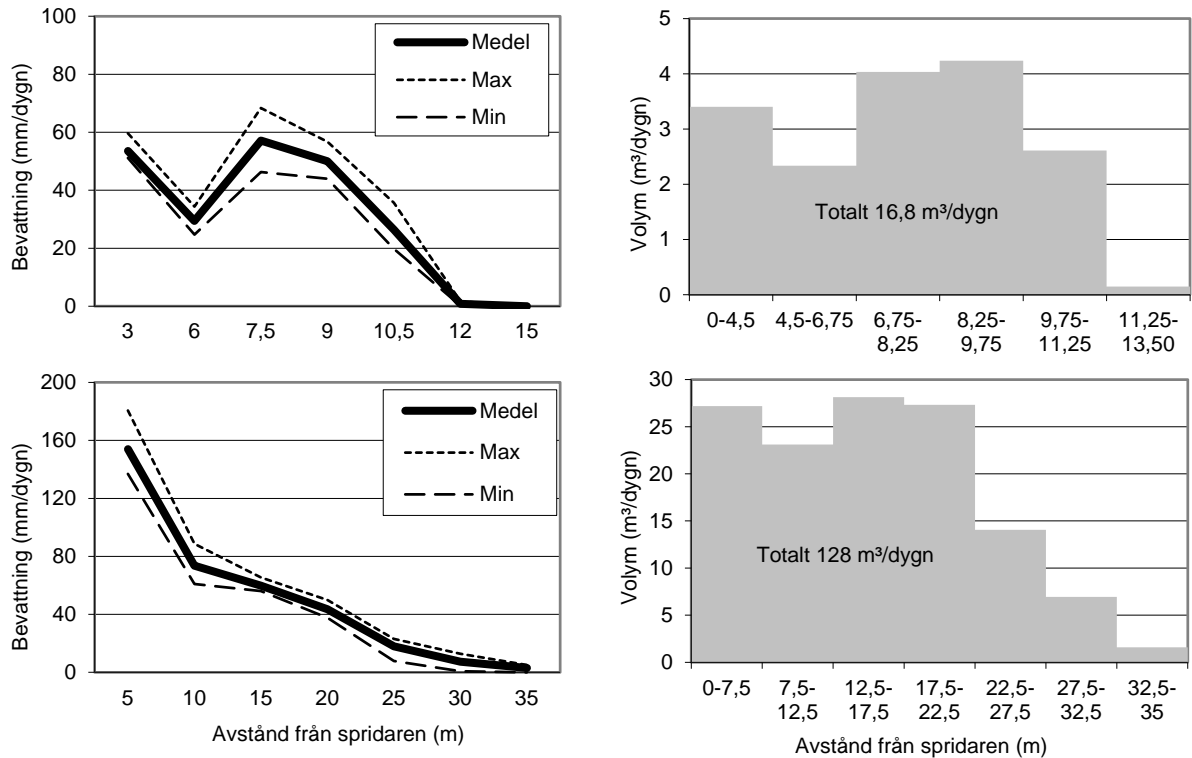 Bevattning (mm/dygn)
100
80
60
40
20
0
3 6 7,5 9 10,5 12 15
Medel
Max
Min
Volym (m³/dygn)
5
4
3
2
1
0
Totalt 16,8 m³/dygn
0-4,5 4,5-6,75 6,75- 8,25- 9,75- 11,25-
8,25 9,75 11,25 13,50
Bevattning (mm/dygn)
200
160
120
80
40
0
5 10 15 20 25 30 35
Avstånd från spridaren (m)
Medel
Max
Min
Volym (m³/dygn)
30
25
20
15
10
5
0
Totalt 128 m³/dygn
0-7,5 7,5- 12,5- 17,5- 22,5- 27,5- 32,5-
12,5 17,5 22,5 27,5 32,5 35
Avstånd från spridaren (m)